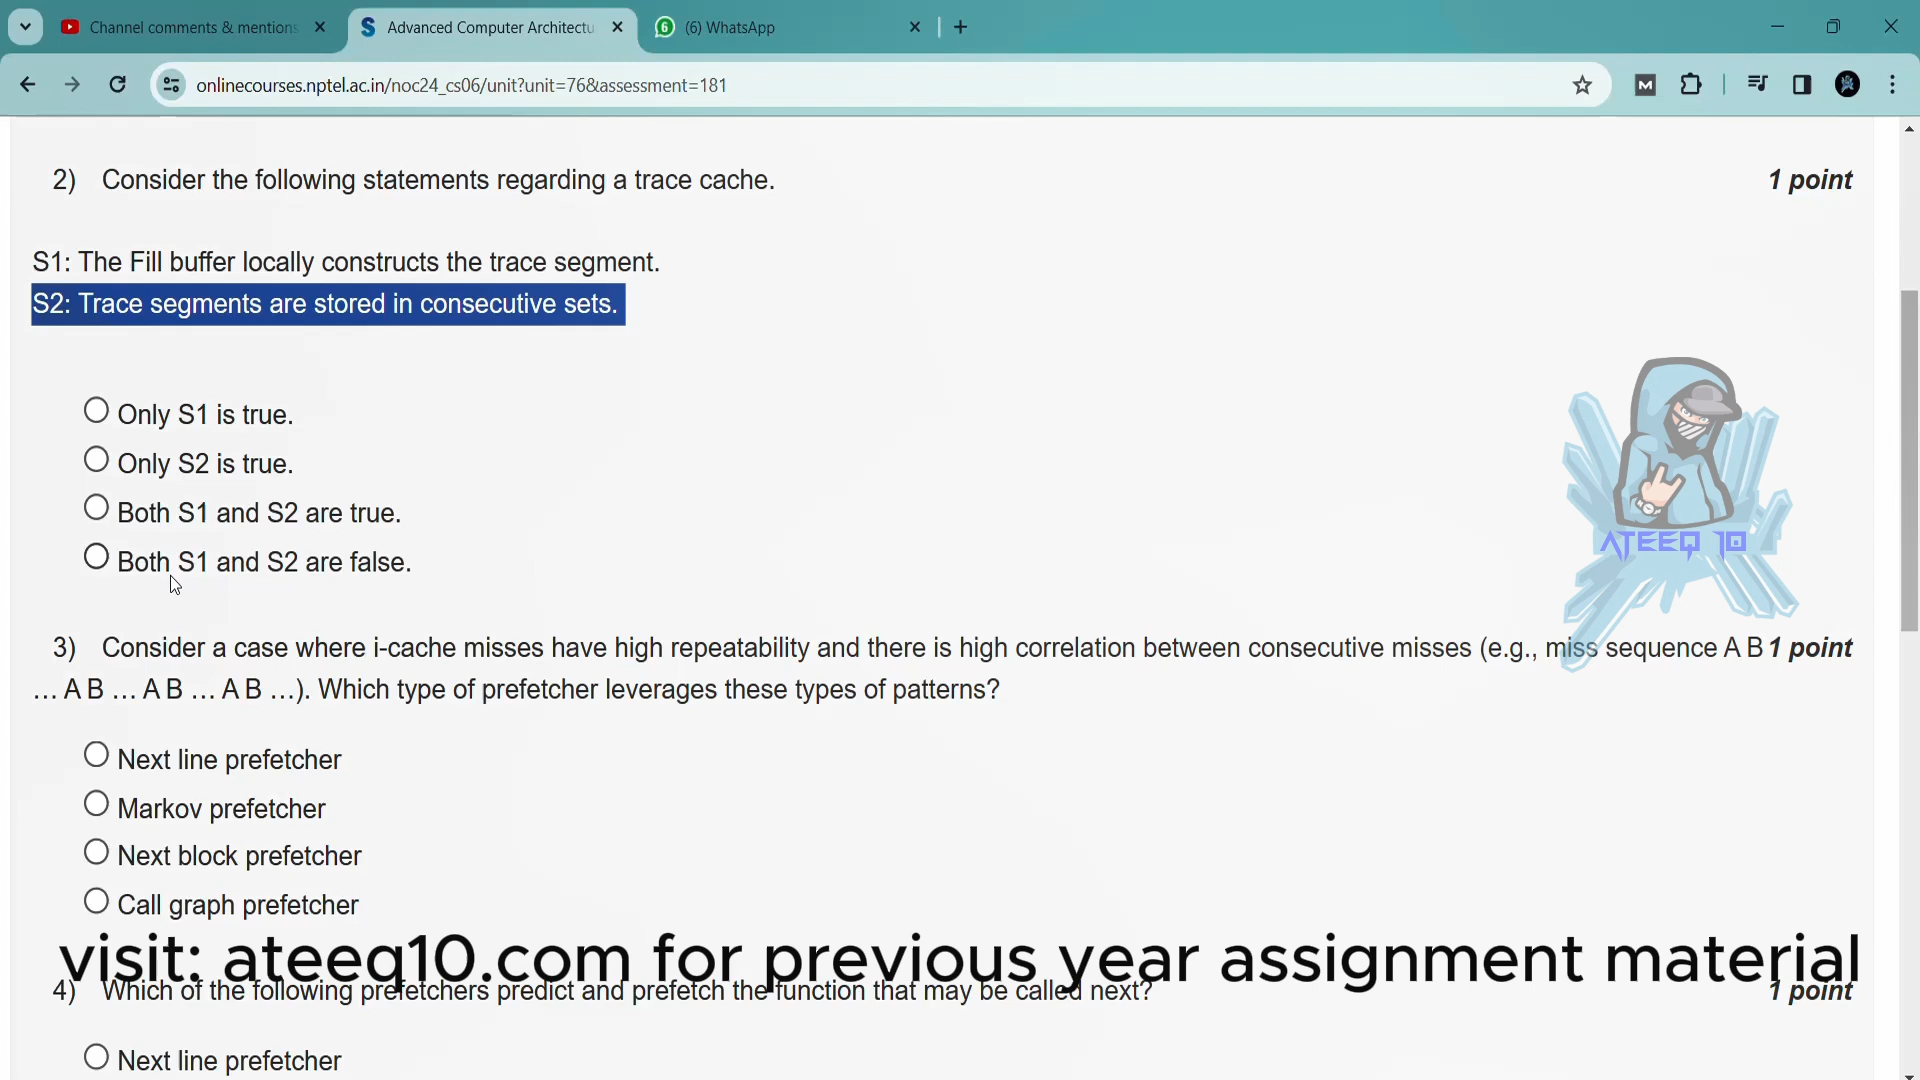 Channel comments & mentions
Advanced Computer Architectu
(6) WhatsApp
onlinecourses.nptel.ac.in/noc24_cs06/unit?unit=76&assessment=181
2) Consider the following statements regarding a trace cache. 1 point
S1: The Fill buffer locally constructs the trace segment.
S2: Trace segments are stored in consecutive sets.
Only S1 is true.
Only S2 is true.
Both S1 and S2 are true.
Both S1 and S2 are false.
ATEEQ 10
3) Consider a case where i-cache misses have high repeatability and there is high correlation between consecutive misses (e.g., miss sequence A B 1 point
… A B … A B … A B …). Which type of prefetcher leverages these types of patterns?
Next line prefetcher
Markov prefetcher
Next block prefetcher
Call graph prefetcher
visit: ateeq10.com for previous year assignment material
4) Which of the following prefetchers predict and prefetch the function that may be called next? 1 point
Next line prefetcher